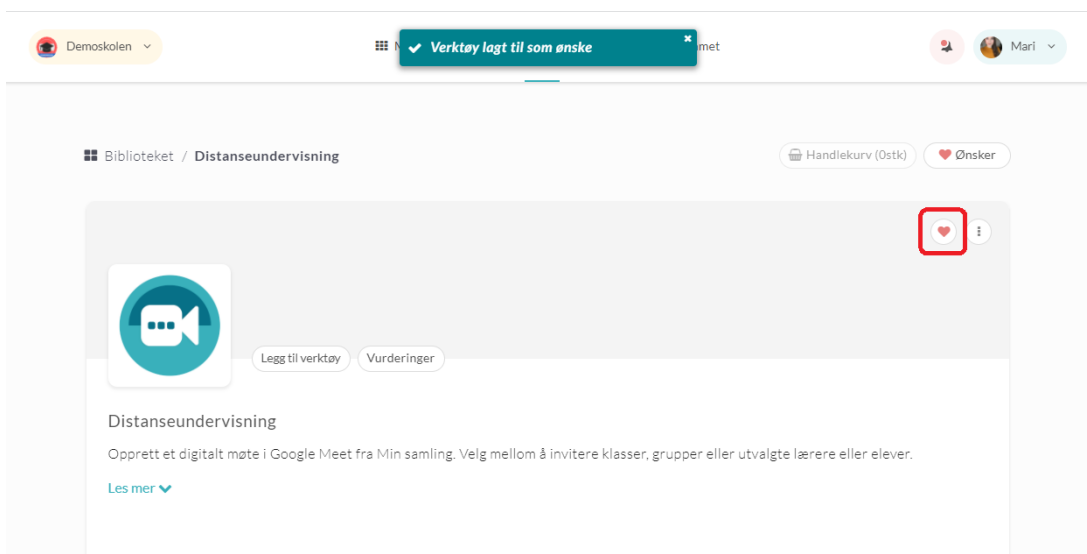 Demoskolen
Verktøy lagt til som ønske
Mari
Biblioteket / Distanseundervisning
Handlekurv (0stk)
Ønsker
Legg til verktøy
Vurderinger
Distanseundervisning
Opprett et digitalt møte i Google Meet fra Min samling. Velg mellom å invitere klasser, grupper eller utvalgte lærere eller elever.
Les mer